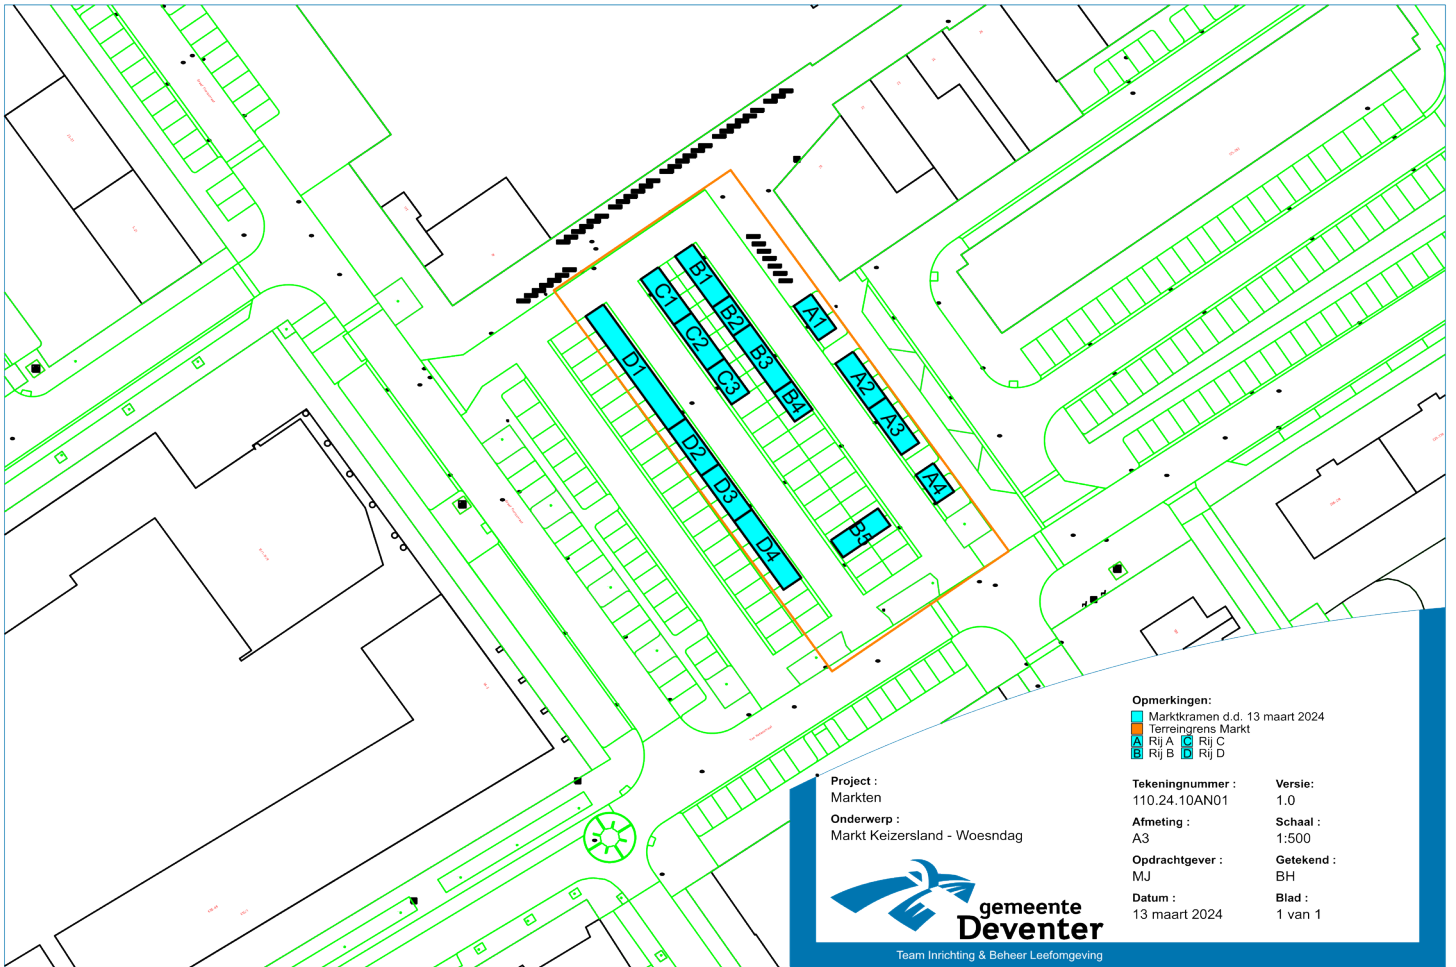 B1
C1
B2
A1
C2
B3
D1
C3
A2
B4
A3
D2
A4
D3
B5
D4
Opmerkingen:
Marktkramen d.d. 13 maart 2024
Terreingrens Markt
A Rij A C Rij C
B Rij B D Rij D
Project :
Markten
Onderwerp :
Markt Keizersland - Woesndag
Tekeningnummer : Versie:
110.24.10AN01 1.0
Afmeting : Schaal :
A3 1:500
Opdrachtgever : Getekend :
MJ BH
Datum : Blad :
13 maart 2024 1 van 1
gemeente
Deventer
Team Inrichting & Beheer Leefomgeving